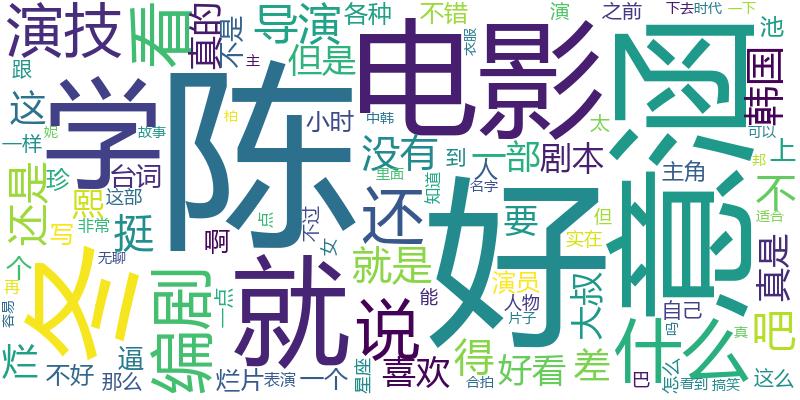 演技
看
真的
不是
导演
各种
不错
演
之前
下去
时代
一下
跟
主
但是
衣服
电影
池
韩国
意涵
这
学
陈
小时
中韩
太
可以
妮
故事
柏
一样
台词
没有
到
一部
剧本
人
名字
主角
上
邦
还是
珍
这部
熙
里面
知道
还
不
适合
写
非常
挺
啊
点
不过
女
好
要
但
实在
真是
个
无聊
冬
编剧
就
就是
演员
大叔
什么
再
一点
说
能
人物
片子
自己
吗
真
吧
容易
烂
逼
不好
那么
烂片
表演
一个
星座
喜欢
得
合拍
好看
差
巴
怎么
看到
搞笑
这么